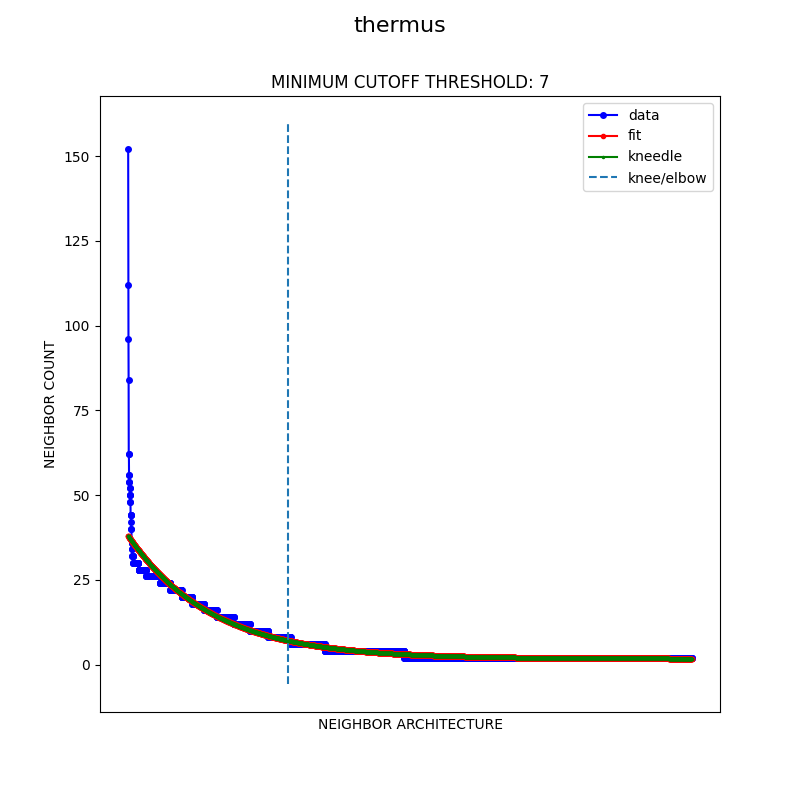 thermus
MINIMUM CUTOFF THRESHOLD: 7
data
fit
kneedle
knee/elbow
150
125
100
75
50
25
0
NEIGHBOR COUNT
NEIGHBOR ARCHITECTURE